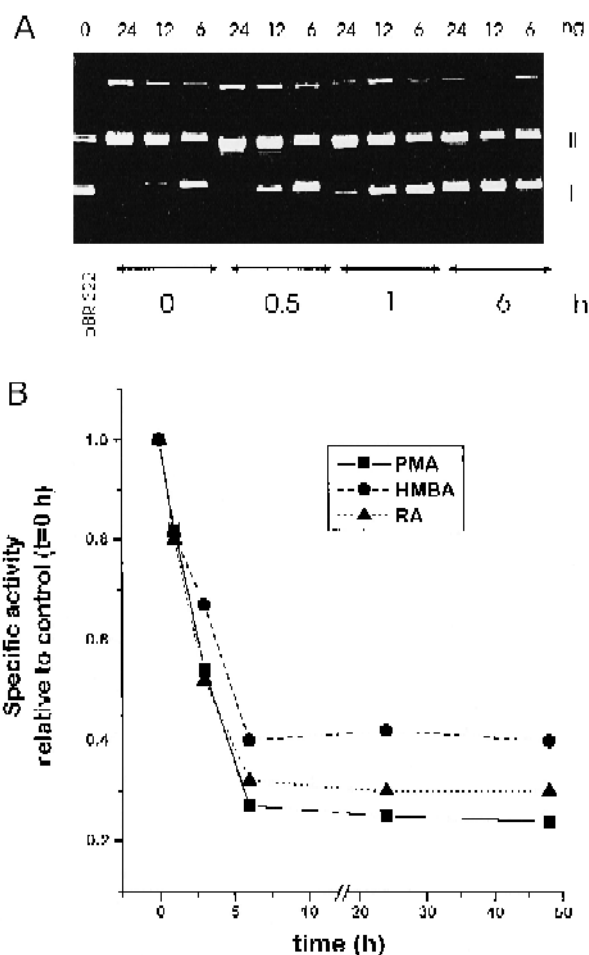 A
0 24 12 6 24 12 6 24 12 6 24 12 6 ng
II
I
pBR322
0 0.5 1 6 h
B
1.0
0.8
0.6
0.4
0.2
Specific activity
relative to control (t=0 h)
PMA
HMBA
RA
0 5 10 20 30 40 50
time (h)